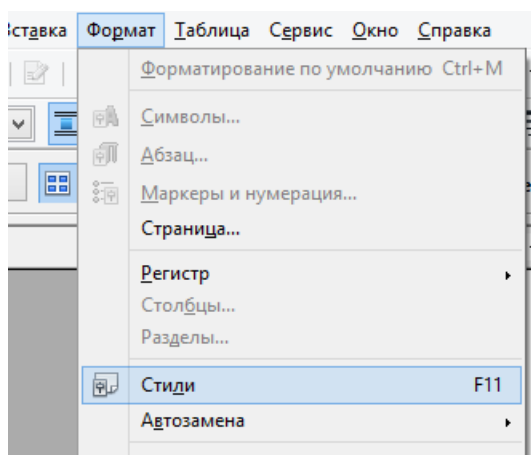 Вставка Формат Таблица Сервис Окно Справка
Форматирование по умолчанию Ctrl+M
Символы...
Абзац...
Маркеры и нумерация...
Страница...
Регистр
Столбцы...
Разделы...
Стили F11
Автозамена